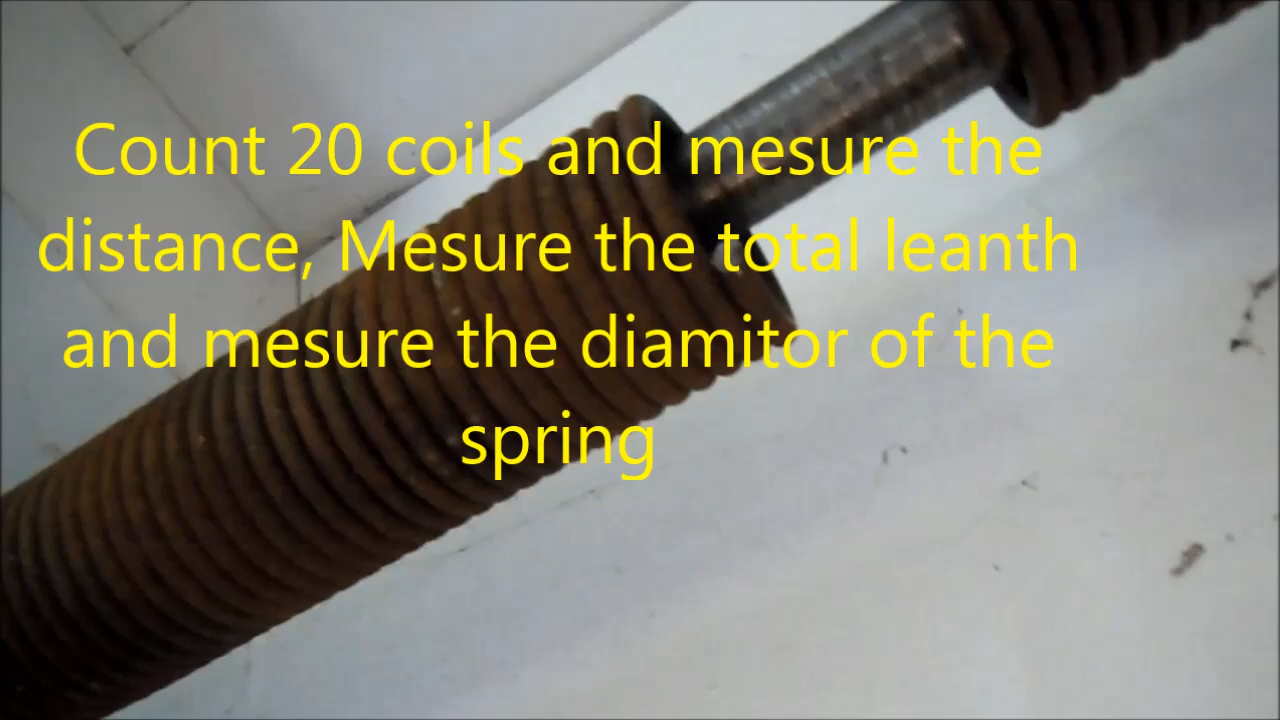 Count 20 coils and mesure the
distance, Mesure the total leanth
and mesure the diamitor of the
spring